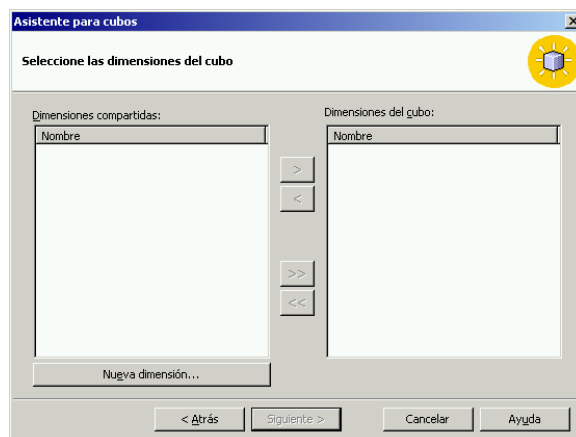 Asistente para cubos
Seleccione las dimensiones del cubo
Dimensiones compartidas:
Nombre
Dimensiones del cubo:
Nombre
>
<
>>
<<
Nueva dimensión...
< Atrás
Siguiente >
Cancelar
Ayuda